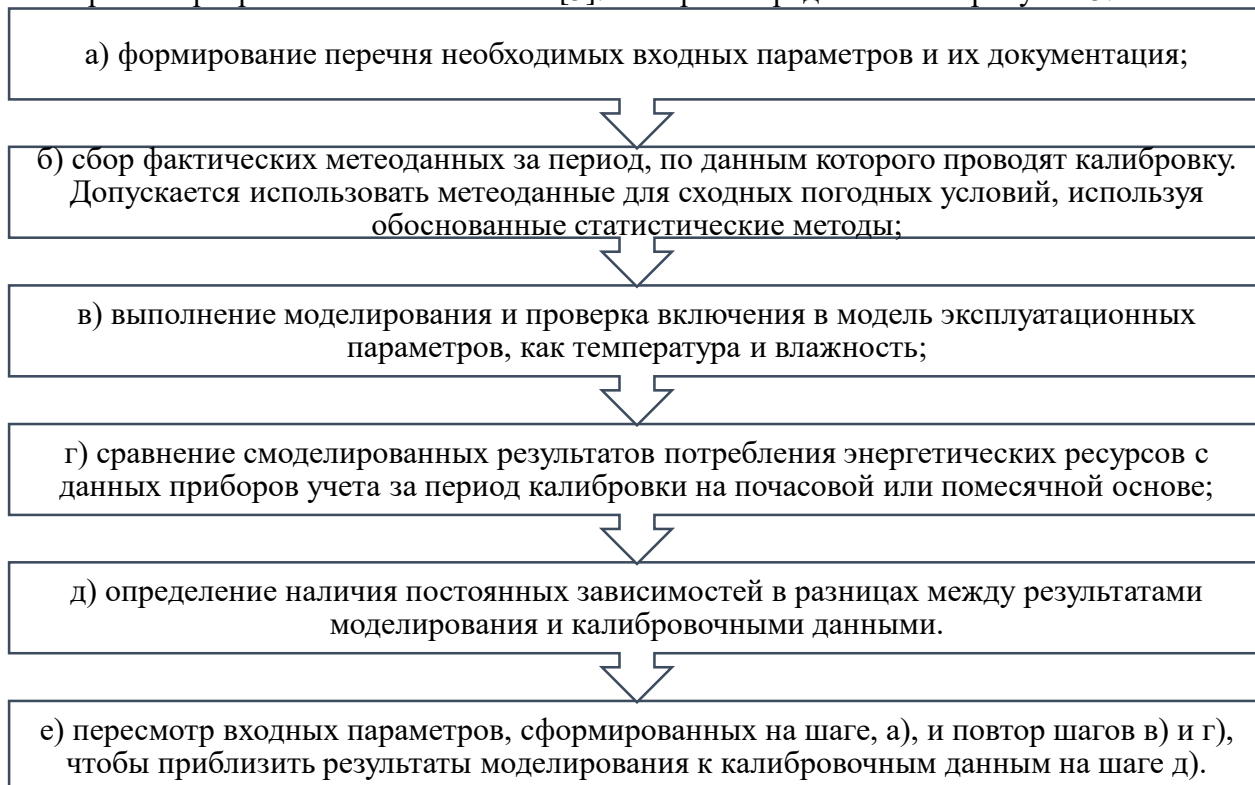 а) формирование перечня необходимых входных параметров и их документация;
б) сбор фактических метеоданных за период, по данным которого проводят калибровку.
Допускается использовать метеоданные для сходных погодных условий, используя
обоснованные статистические методы;
в) выполнение моделирования и проверка включения в модель эксплуатационных
параметров, как температура и влажность;
г) сравнение смоделированных результатов потребления энергетических ресурсов с
данных приборов учета за период калибровки на почасовой или помесячной основе;
д) определение наличия постоянных зависимостей в разницах между результатами
моделирования и калибровочными данными.
е) пересмотр входных параметров, сформированных на шаге, а), и повтор шагов в) и г),
чтобы приблизить результаты моделирования к калибровочным данным на шаге д).